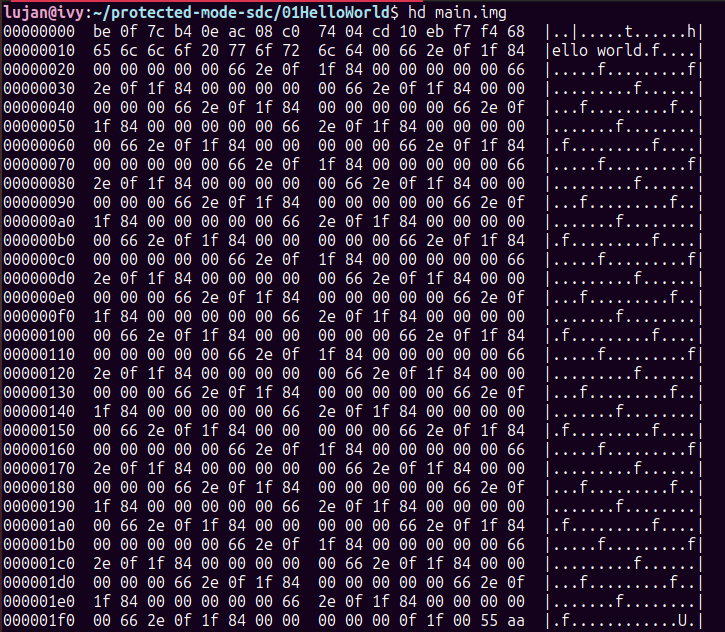 lujan@ivy:~/protected-mode-sdc/01HelloWorld$ hd main.img
00000000  be 0f 7c b4 0e ac 08 c0  74 04 cd 10 eb f7 f4 68  |..|.....t......h|
00000010  65 6c 6c 6f 20 77 6f 72  6c 64 00 66 2e 0f 1f 84  |ello world.f....|
00000020  00 00 00 00 00 66 2e 0f  1f 84 00 00 00 00 00 66  |.....f.........f|
00000030  2e 0f 1f 84 00 00 00 00  00 66 2e 0f 1f 84 00 00  |.........f......|
00000040  00 00 00 66 2e 0f 1f 84  00 00 00 00 00 66 2e 0f  |...f.........f..|
00000050  1f 84 00 00 00 00 00 66  2e 0f 1f 84 00 00 00 00  |.......f........|
00000060  00 66 2e 0f 1f 84 00 00  00 00 00 66 2e 0f 1f 84  |.f.........f....|
00000070  00 00 00 00 00 66 2e 0f  1f 84 00 00 00 00 00 66  |.....f.........f|
00000080  2e 0f 1f 84 00 00 00 00  00 66 2e 0f 1f 84 00 00  |.........f......|
00000090  00 00 00 66 2e 0f 1f 84  00 00 00 00 00 66 2e 0f  |...f.........f..|
000000a0  1f 84 00 00 00 00 00 66  2e 0f 1f 84 00 00 00 00  |.......f........|
000000b0  00 66 2e 0f 1f 84 00 00  00 00 00 66 2e 0f 1f 84  |.f.........f....|
000000c0  00 00 00 00 00 66 2e 0f  1f 84 00 00 00 00 00 66  |.....f.........f|
000000d0  2e 0f 1f 84 00 00 00 00  00 66 2e 0f 1f 84 00 00  |.........f......|
000000e0  00 00 00 66 2e 0f 1f 84  00 00 00 00 00 66 2e 0f  |...f.........f..|
000000f0  1f 84 00 00 00 00 00 66  2e 0f 1f 84 00 00 00 00  |.......f........|
00000100  00 66 2e 0f 1f 84 00 00  00 00 00 66 2e 0f 1f 84  |.f.........f....|
00000110  00 00 00 00 00 66 2e 0f  1f 84 00 00 00 00 00 66  |.....f.........f|
00000120  2e 0f 1f 84 00 00 00 00  00 66 2e 0f 1f 84 00 00  |.........f......|
00000130  00 00 00 66 2e 0f 1f 84  00 00 00 00 00 66 2e 0f  |...f.........f..|
00000140  1f 84 00 00 00 00 00 66  2e 0f 1f 84 00 00 00 00  |.......f........|
00000150  00 66 2e 0f 1f 84 00 00  00 00 00 66 2e 0f 1f 84  |.f.........f....|
00000160  00 00 00 00 00 66 2e 0f  1f 84 00 00 00 00 00 66  |.....f.........f|
00000170  2e 0f 1f 84 00 00 00 00  00 66 2e 0f 1f 84 00 00  |.........f......|
00000180  00 00 00 66 2e 0f 1f 84  00 00 00 00 00 66 2e 0f  |...f.........f..|
00000190  1f 84 00 00 00 00 00 66  2e 0f 1f 84 00 00 00 00  |.......f........|
000001a0  00 66 2e 0f 1f 84 00 00  00 00 00 66 2e 0f 1f 84  |.f.........f....|
000001b0  00 00 00 00 00 66 2e 0f  1f 84 00 00 00 00 00 66  |.....f.........f|
000001c0  2e 0f 1f 84 00 00 00 00  00 66 2e 0f 1f 84 00 00  |.........f......|
000001d0  00 00 00 66 2e 0f 1f 84  00 00 00 00 00 66 2e 0f  |...f.........f..|
000001e0  1f 84 00 00 00 00 00 66  2e 0f 1f 84 00 00 00 00  |.......f........|
000001f0  00 66 2e 0f 1f 84 00 00  00 00 00 0f 1f 00 55 aa  |.f............U.|